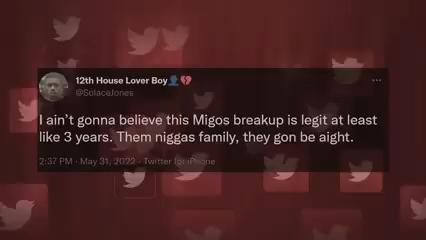 12th House Lover Boy👤💔
@SolaceJones
I ain't gonna believe this Migos breakup is legit at least
like 3 years. Them niggas family, they gon be aight.
2:37 PM · May 31, 2022 · Twitter for iPhone